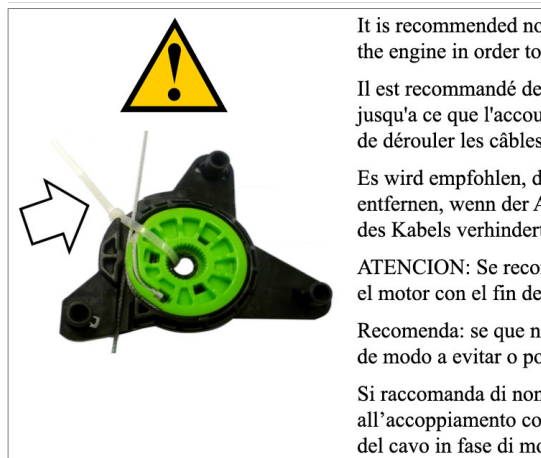 It is recommended no
the engine in order to
Il est recommandé de
jusqu'a ce que l'accou
de dérouler les câbles
Es wird empfohlen, d
entfernen, wenn der A
des Kabels verhindert
ATENCION: Se reco
el motor con el fin de
Recomenda: se que n
de modo a evitar o po
Si raccomanda di non
all’accoppiamento co
del cavo in fase di mo